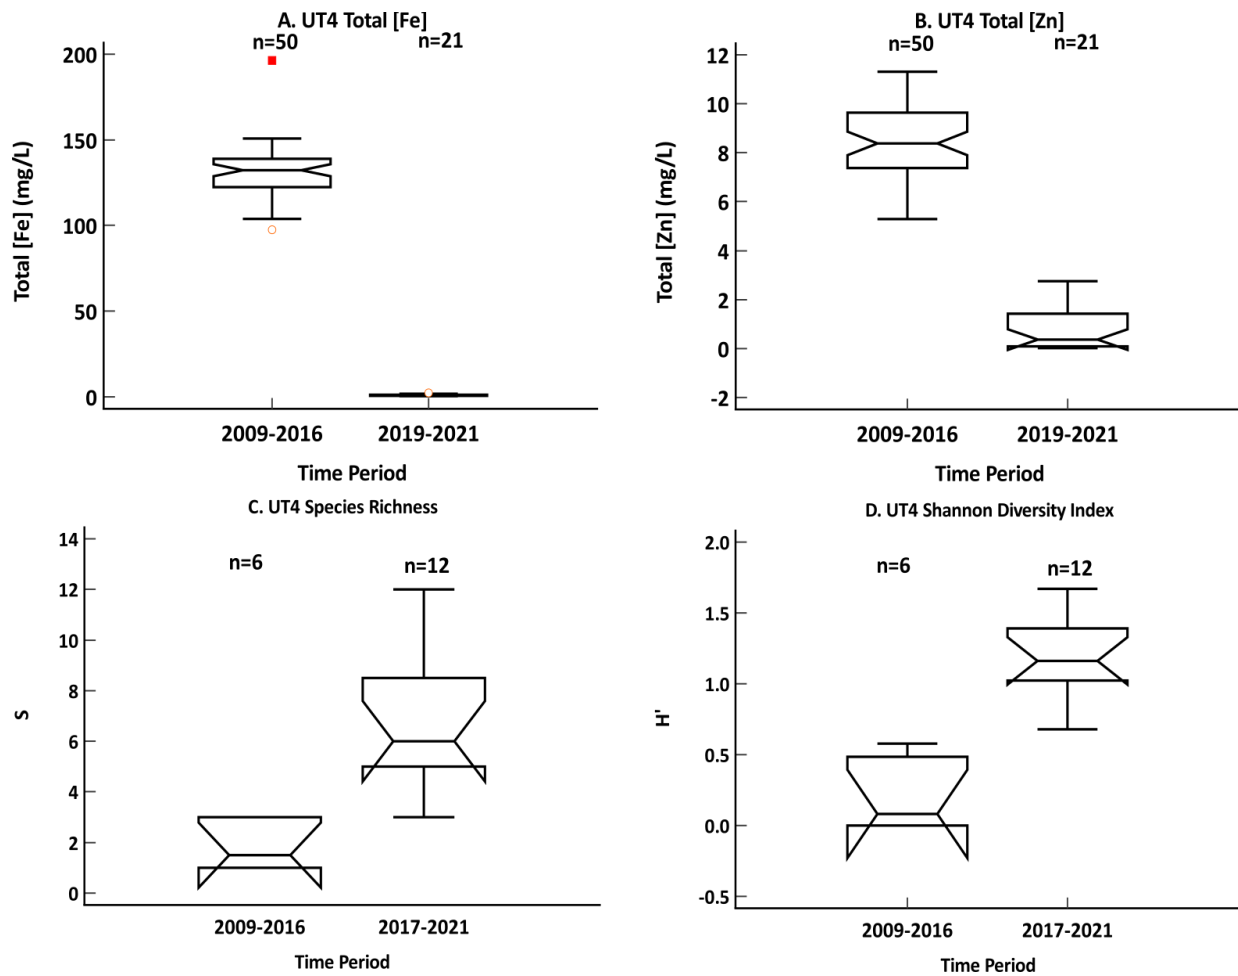 A. UT4 Total [Fe]
n=50
n=21
200
150
100
50
0
Total [Fe] (mg/L)
2009-2016
2019-2021
Time Period
B. UT4 Total [Zn]
n=50
n=21
12
10
8
6
4
2
0
-2
Total [Zn] (mg/L)
2009-2016
2019-2021
Time Period
C. UT4 Species Richness
n=6
n=12
14
12
10
8
6
4
2
0
S
2009-2016
2017-2021
Time Period
D. UT4 Shannon Diversity Index
n=6
n=12
2.0
1.5
1.0
0.5
0.0
-0.5
H'
2009-2016
2017-2021
Time Period